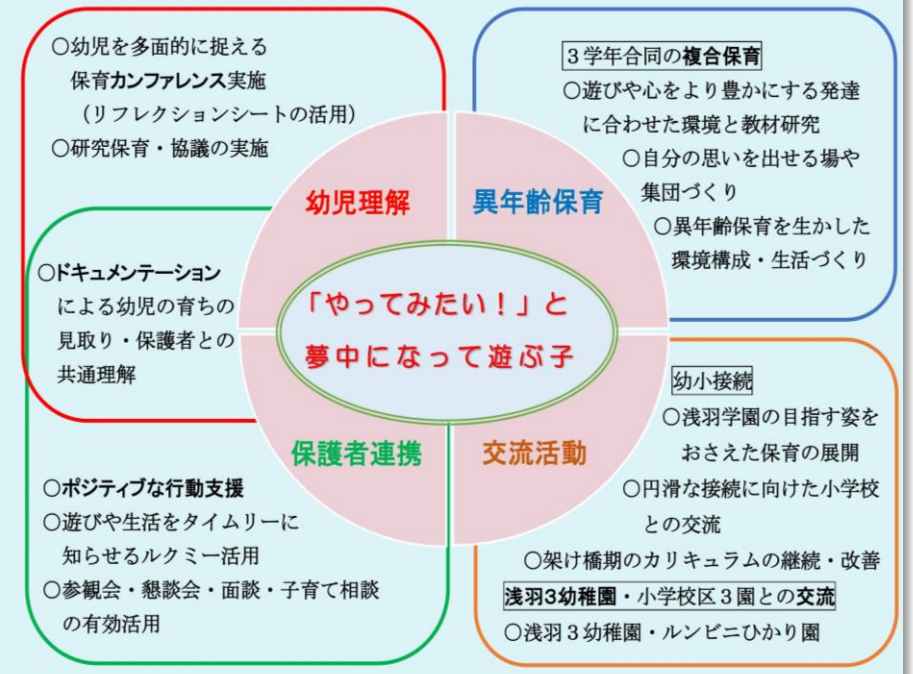 ○幼児を多面的に捉える
保育カンファレンス実施
（リフレクションシートの活用）
○研究保育・協議の実施
幼児理解
３学年合同の複合保育
○遊びや心をより豊かにする発達
に合わせた環境と教材研究
○自分の思いを出せる場や
集団づくり
○異年齢保育を生かした
環境構成・生活づくり
異年齢保育
○ドキュメンテーション
による幼児の育ちの
見取り・保護者との
共通理解
「やってみたい！」と
夢中になって遊ぶ子
保護者連携
○ポジティブな行動支援
○遊びや生活をタイムリーに
知らせるルクミー活用
○参観会・懇談会・面談・子育て相談
の有効活用
交流活動
幼小接続
○浅羽学園の目指す姿を
おさえた保育の展開
○円滑な接続に向けた小学校
との交流
○架け橋期のカリキュラムの継続・改善
浅羽3幼稚園・小学校区３園との交流
○浅羽３幼稚園・ルンビニひかり園